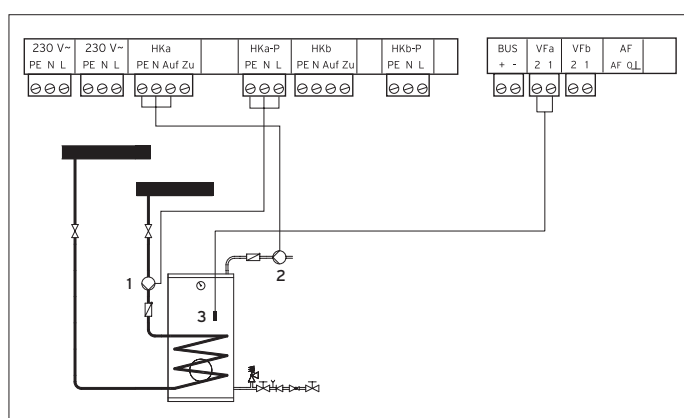 230 V~ 230 V~ HKa HKa-P HKb HKb-P BUS VFa VFb AF
PE N L PE N L PE N Auf Zu PE N L PE N Auf Zu PE N L + - 2 1 2 1 AF 0
1
2
3